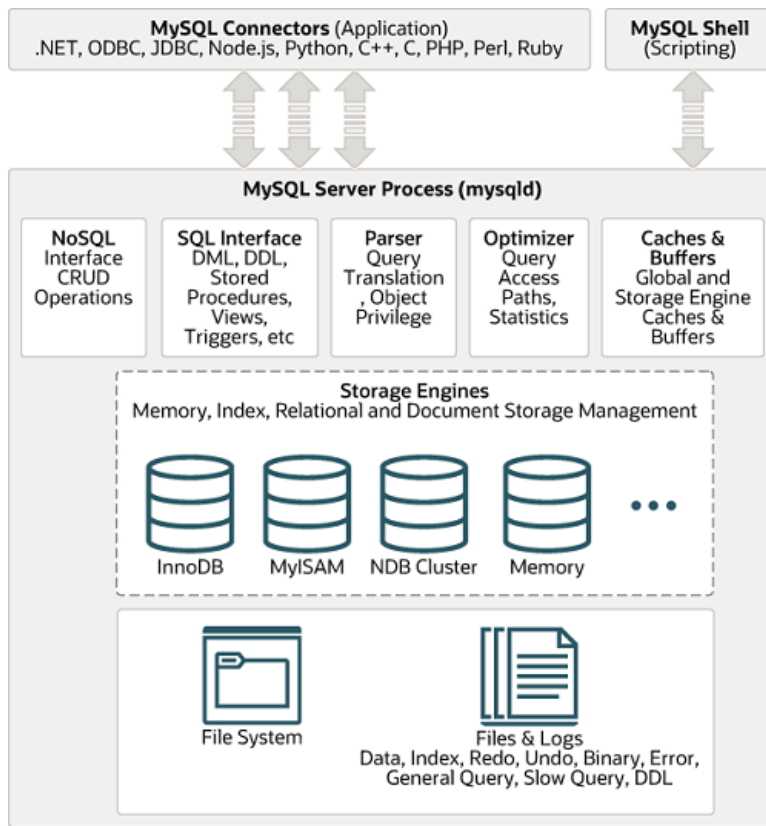 MySQL Connectors (Application)
.NET, ODBC, JDBC, Node.js, Python, C++, C, PHP, Perl, Ruby
MySQL Shell
(Scripting)
MySQL Server Process (mysqld)
NoSQL
Interface
CRUD
Operations
SQL Interface
DML, DDL,
Stored
Procedures,
Views,
Triggers, etc
Parser
Query
Translation
, Object
Privilege
Optimizer
Query
Access
Paths,
Statistics
Caches &
Buffers
Global and
Storage Engine
Caches &
Buffers
Storage Engines
Memory, Index, Relational and Document Storage Management
InnoDB
MyISAM
NDB Cluster
Memory
File System
Files & Logs
Data, Index, Redo, Undo, Binary, Error,
General Query, Slow Query, DDL